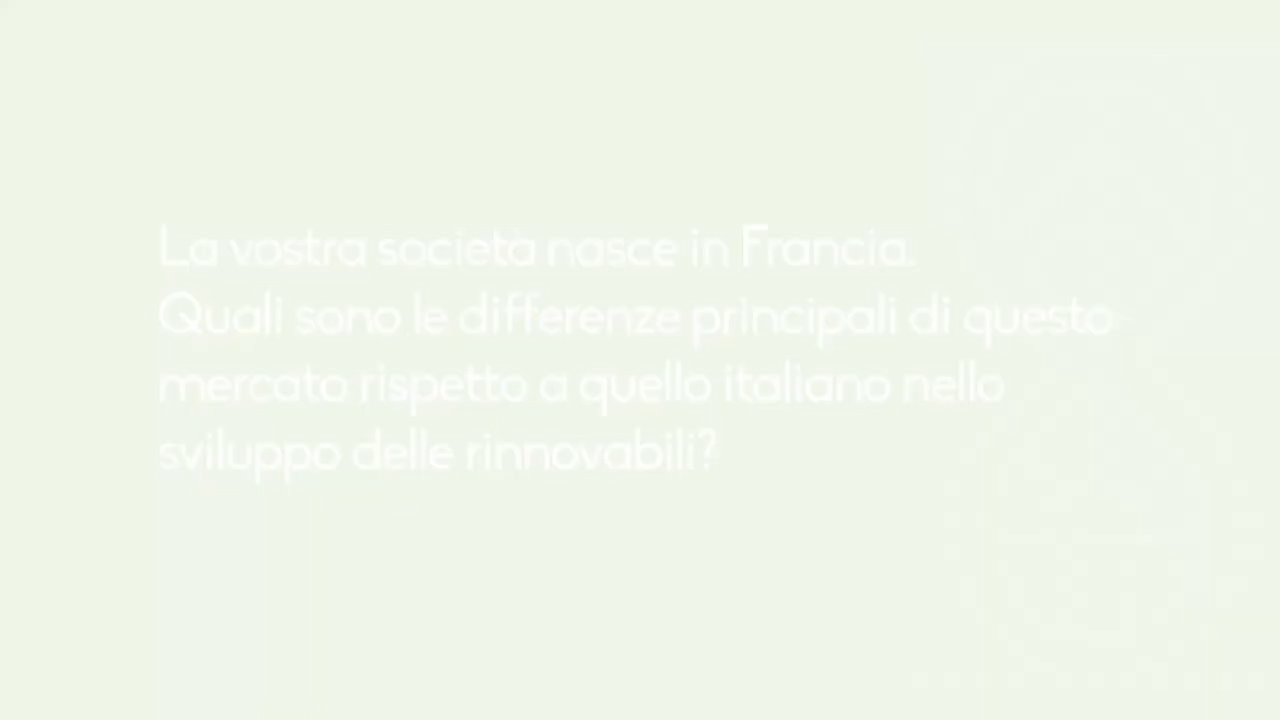 La vostra società nasce in Francia.
Quali sono le differenze principali di questo
mercato rispetto a quello italiano nello
sviluppo delle rinnovabili?